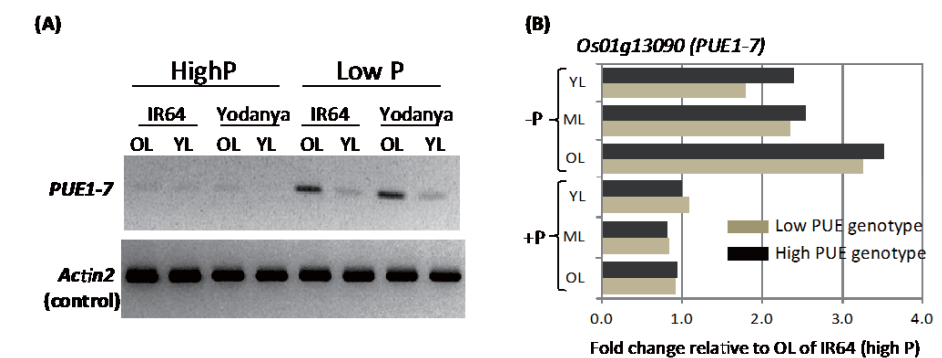 (A)
HighP
Low P
IR64
Yodanya
IR64
Yodanya
OL
YL
OL
YL
OL
YL
OL
YL
PUE1-7
Actin2
(control)
(B)
Os01g13090 (PUE1-7)
-P
YL
ML
OL
+P
YL
ML
OL
Low PUE genotype
High PUE genotype
0.0
1.0
2.0
3.0
4.0
Fold change relative to OL of IR64 (high P)